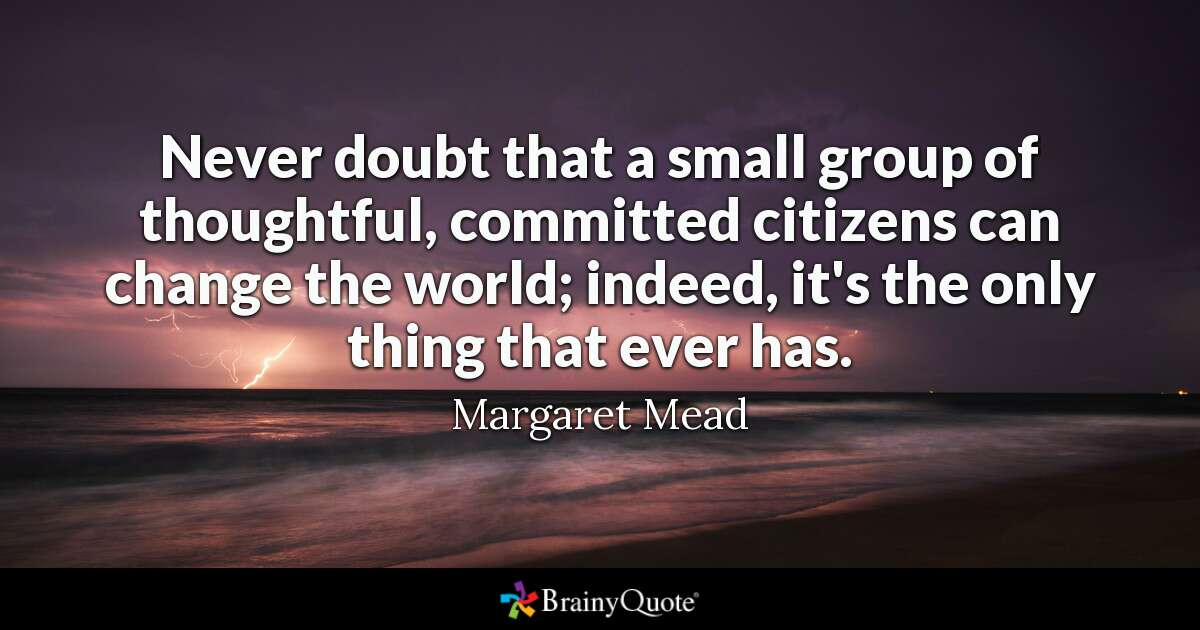 Never doubt that a small group of
thoughtful, committed citizens can
change the world; indeed, it's the only
thing that ever has.
Margaret Mead
BrainyQuote®